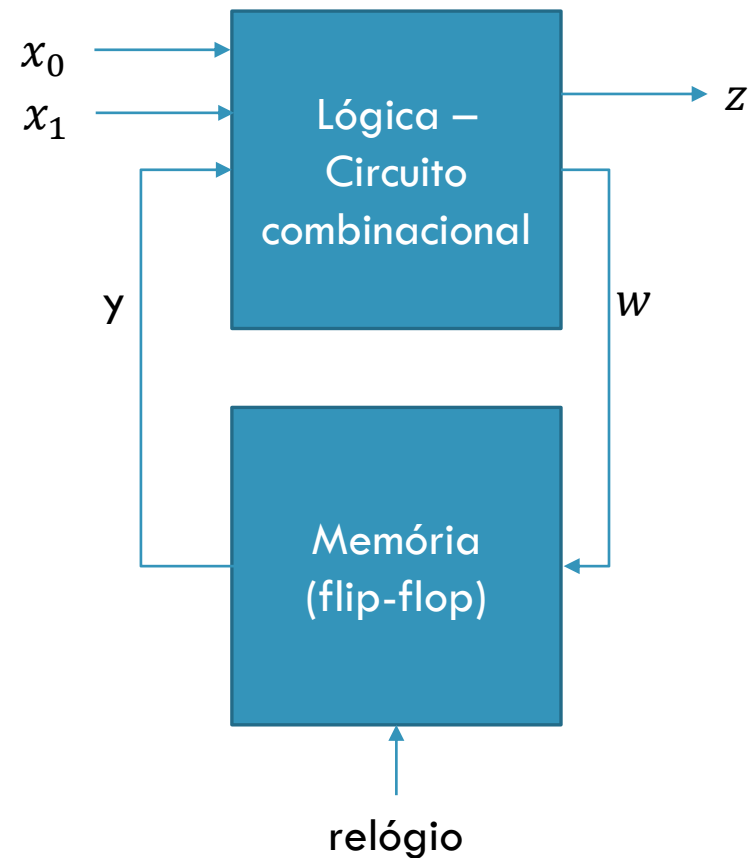 x₀
x₁
Lógica –
Circuito
combinacional
z
y
w
Memória
(flip-flop)
relógio